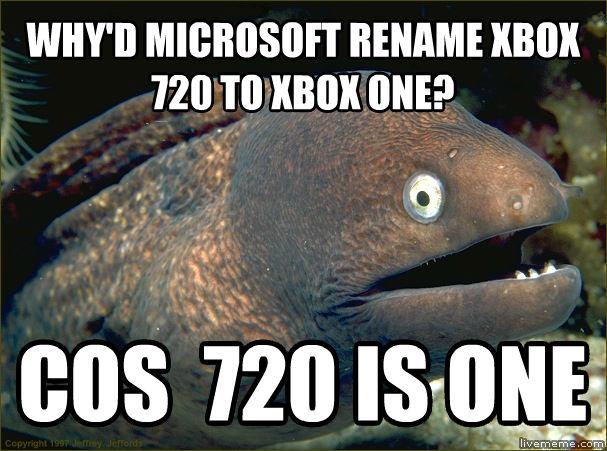 WHY'D MICROSOFT RENAME XBOX
720 TO XBOX ONE?
COS 720 IS ONE
Copyright 1997 Jeffrey Jeffords
livememe.com